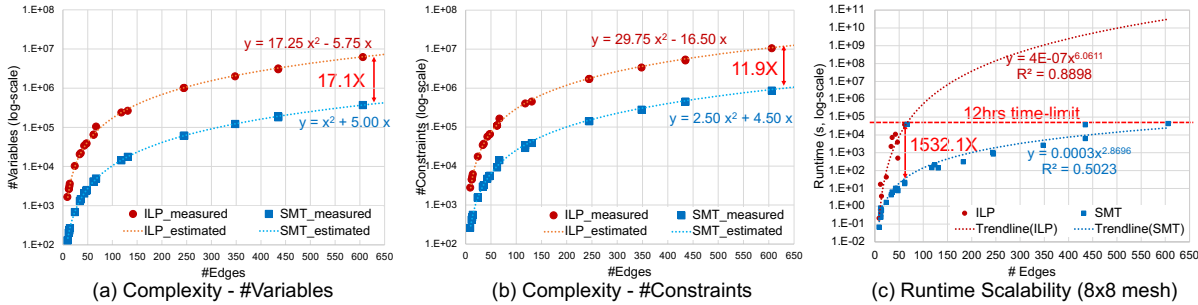 1.E+08
1.E+07
1.E+06
1.E+05
1.E+04
1.E+03
1.E+02
#Variables (log-scale)
y = 17.25 x² - 5.75 x
17.1X
y = x² + 5.00 x
ILP_measured
SMT_measured
ILP_estimated
SMT_estimated
0 50 100 150 200 250 300 350 400 450 500 550 600 650
#Edges
(a) Complexity - #Variables
1.E+08
1.E+07
1.E+06
1.E+05
1.E+04
1.E+03
1.E+02
#Constraints (log-scale)
y = 29.75 x² - 16.50 x
11.9X
y = 2.50 x² + 4.50 x
ILP_measured
SMT_measured
ILP_estimated
SMT_estimated
0 50 100 150 200 250 300 350 400 450 500 550 600 650
#Edges
(b) Complexity - #Constraints
1.E+11
1.E+10
1.E+09
1.E+08
1.E+07
1.E+06
1.E+05
1.E+04
1.E+03
1.E+02
1.E+01
1.E+00
1.E-01
1.E-02
Runtime (s, log-scale)
y = 4E-07x^6.0611
R² = 0.8898
12hrs time-limit
1532.1X
y = 0.0003x^2.8696
R² = 0.5023
ILP
SMT
Trendline(ILP)
Trendline(SMT)
0 50 100 150 200 250 300 350 400 450 500 550 600 650
# Edges
(c) Runtime Scalability (8x8 mesh)